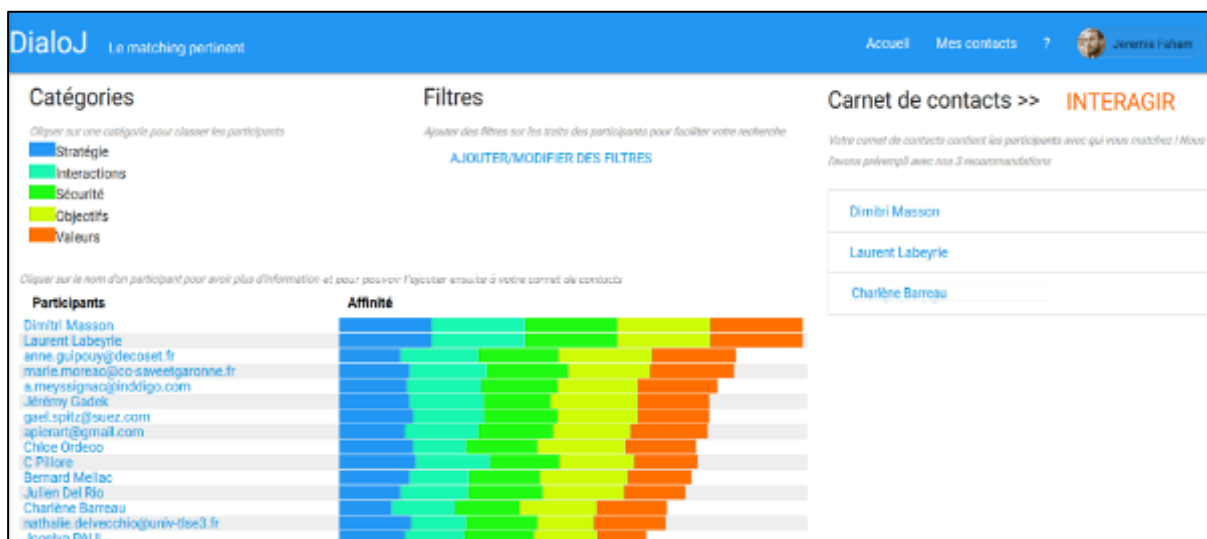 DialoJ Le matching pertinent Accueil Mes contacts ? Jeremie Faham
Catégories
Cliquer sur une catégorie pour classer les participants
Stratégie
Interactions
Sécurité
Objectifs
Valeurs
Filtres
Ajouter des filtres sur les traits des participants pour faciliter votre recherche.
AJOUTER/MODIFIER DES FILTRES
Carnet de contacts >> INTERAGIR
Votre carnet de contacts contient les participants avec qui vous matchez ! Nous
l'avons prérempli avec nos 3 recommandations
Dimitri Masson
Laurent Labeyrie
Charlène Barreau
Cliquer sur le nom d'un participant pour avoir plus d'information et pour pouvoir l'ajouter ensuite à votre carnet de contacts
Participants Affinité
Dimitri Masson
Laurent Labeyrie
anne.guipouy@decoset.fr
marie.moreac@co-saveetgaronne.fr
a.meyssignac@inddigo.com
Jérémy Gadek
gael.spitz@suez.com
apierart@gmail.com
Chloe Ordeco
C Pillore
Bernard Mellac
Julien Del Rio
Charlène Barreau
nathalie.delvecchio@univ-tlse3.fr
Jocelyn PAUL